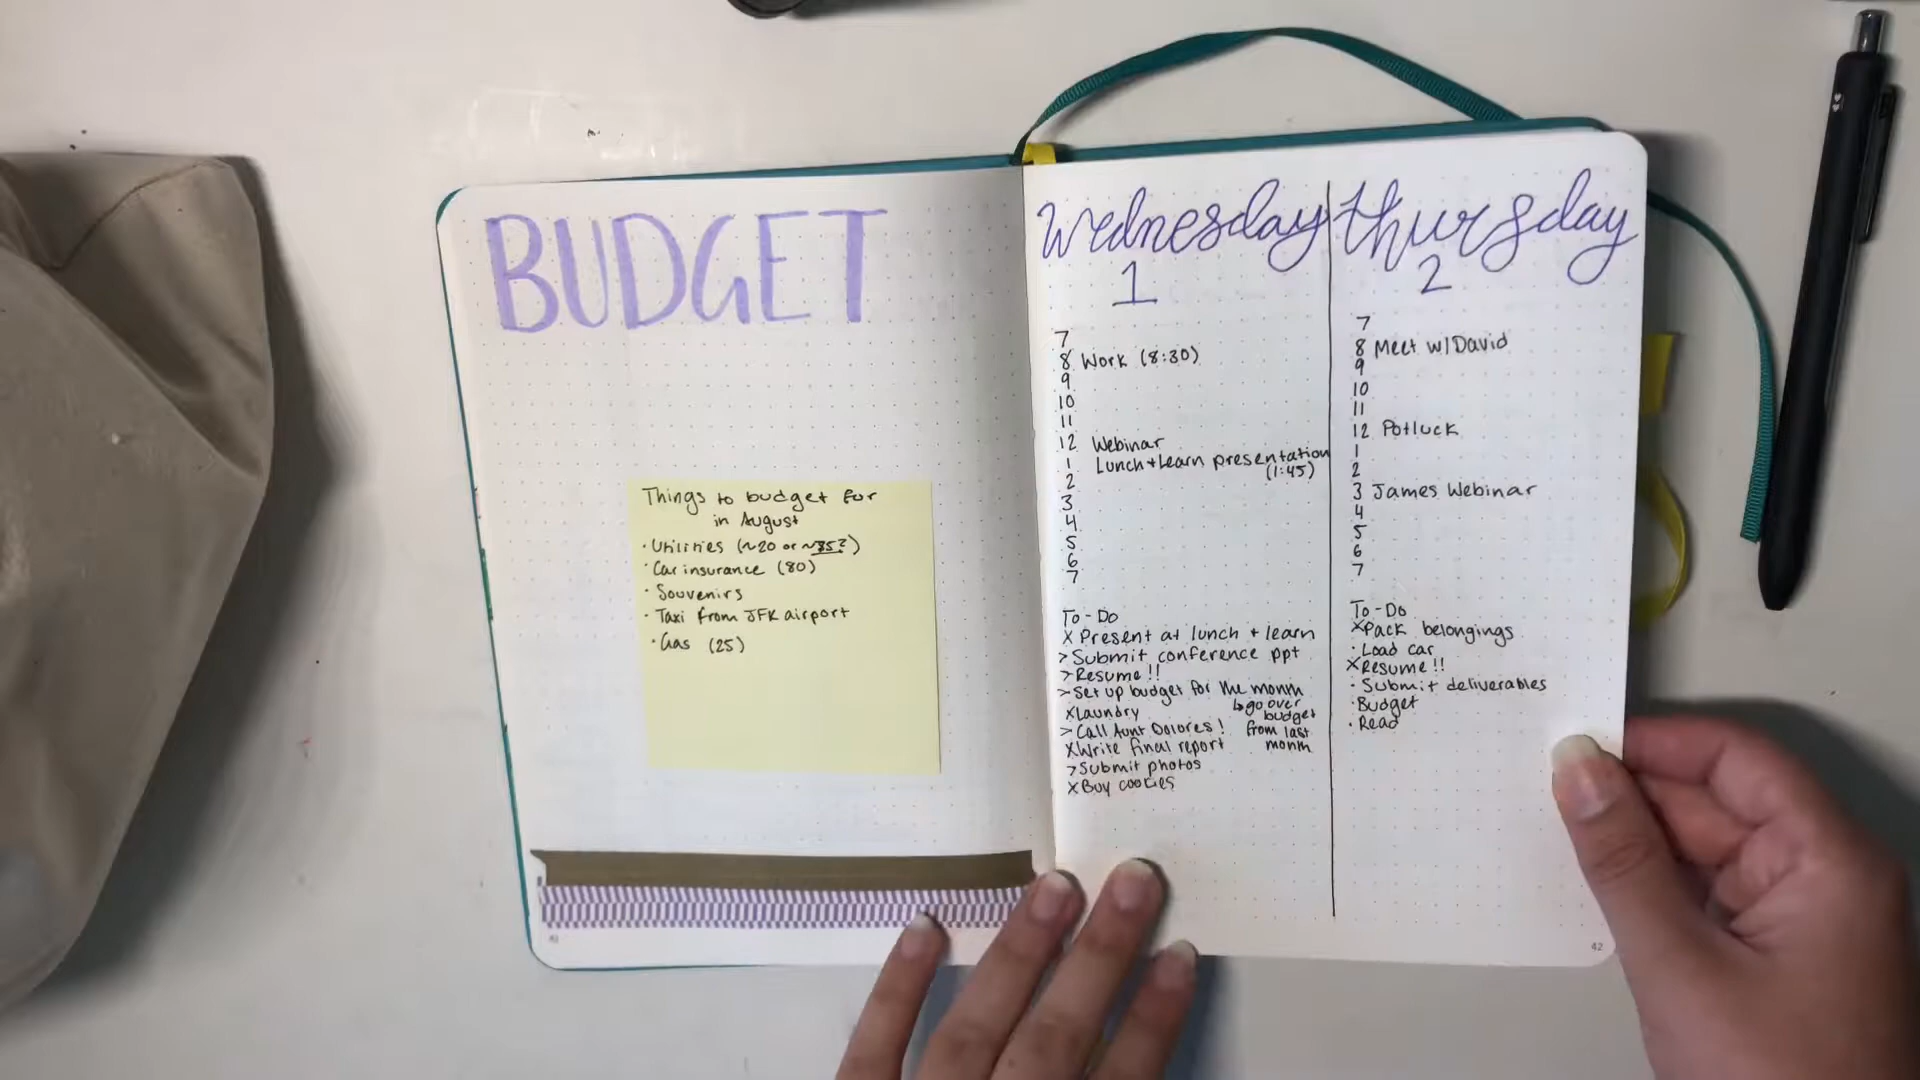 BUDGET
Things to budget for
in August
· Utilities (~20 or ~35?)
· Car insurance (80)
· Souvenirs
· Taxi from JFK airport
· Gas (25)
41
Wednesday
1
7
8 Work (8:30)
9
10
11
12 Webinar
1 Lunch + Learn presentation
(1:45)
2
3
4
5
6
7
To-Do
X Present at lunch + learn
> Submit conference ppt
> Resume!!
> Set up budget for the month
↳ go over
budget
from last
month
X Laundry
> Call Aunt Dolores!
X Write final report
> Submit photos
X Buy cookies
Thursday
2
7
8 Meet w/ David
9
10
11
12 Potluck
1
2
3 James Webinar
4
5
6
7
To-Do
X Pack belongings
· Load car
X Resume!!
· Submit deliverables
· Budget
· Read
42